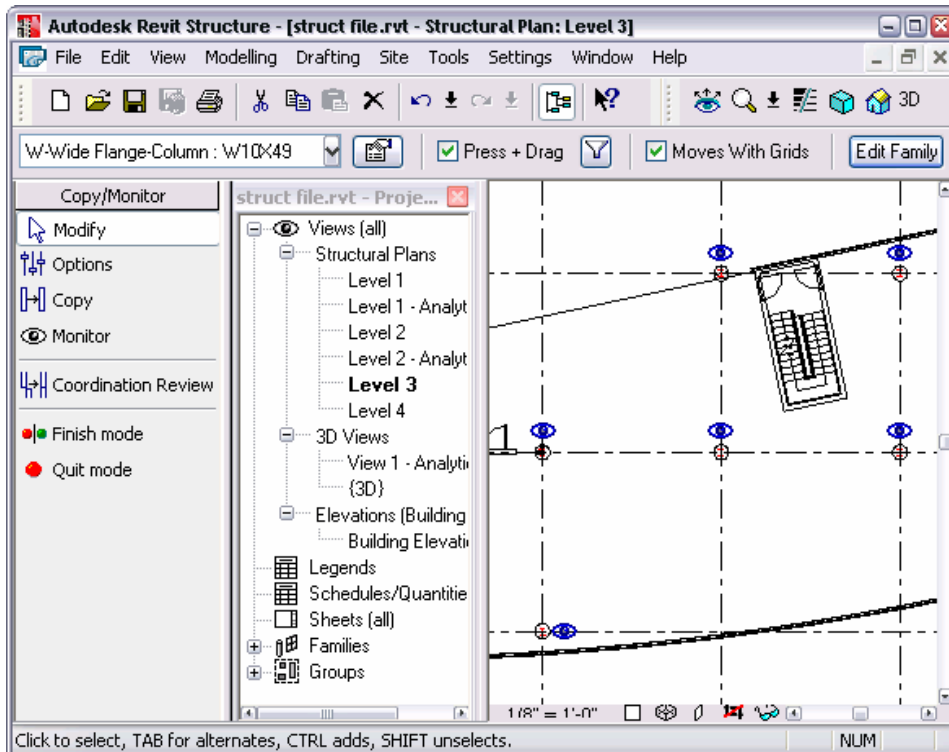 Autodesk Revit Structure - [struct file.rvt - Structural Plan: Level 3]
File Edit View Modelling Drafting Site Tools Settings Window Help
3D
W-Wide Flange-Column : W10X49 Press + Drag Moves With Grids Edit Family
Copy/Monitor
Modify
Options
Copy
Monitor
Coordination Review
Finish mode
Quit mode
struct file.rvt - Proje...
Views (all)
Structural Plans
Level 1
Level 1 - Analyt
Level 2
Level 2 - Analyt
Level 3
Level 4
3D Views
View 1 - Analyti
{3D}
Elevations (Building
Building Elevati
Legends
Schedules/Quantitie
Sheets (all)
Families
Groups
1/8" = 1'-0"
Click to select, TAB for alternates, CTRL adds, SHIFT unselects. NUM